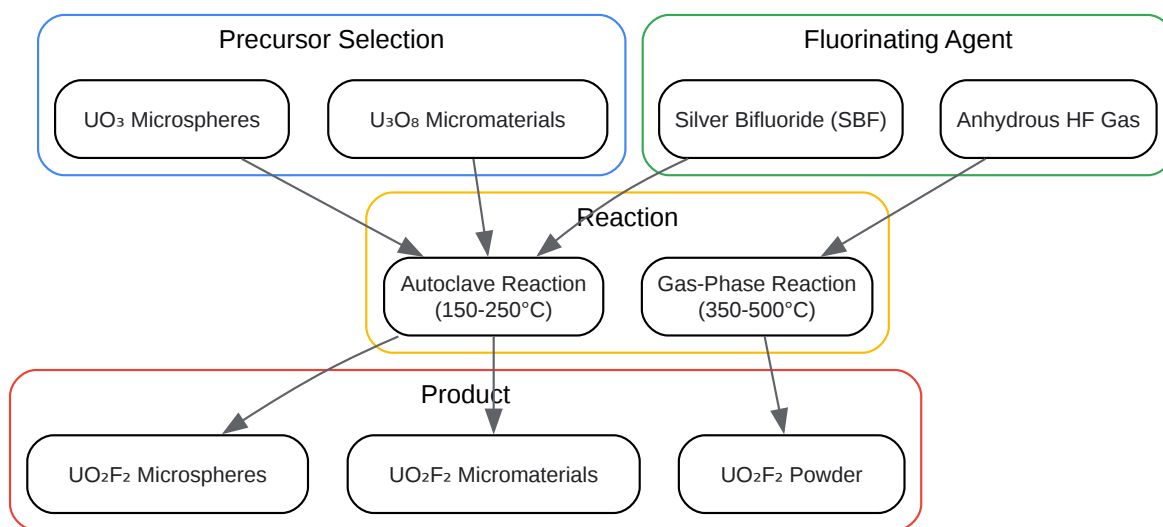 Precursor Selection
Fluorinating Agent
UO₃ Microspheres
U₃O₈ Micromaterials
Silver Bifluoride (SBF)
Anhydrous HF Gas
Reaction
Autoclave Reaction
(150-250°C)
Gas-Phase Reaction
(350-500°C)
Product
UO₂F₂ Microspheres
UO₂F₂ Micromaterials
UO₂F₂ Powder